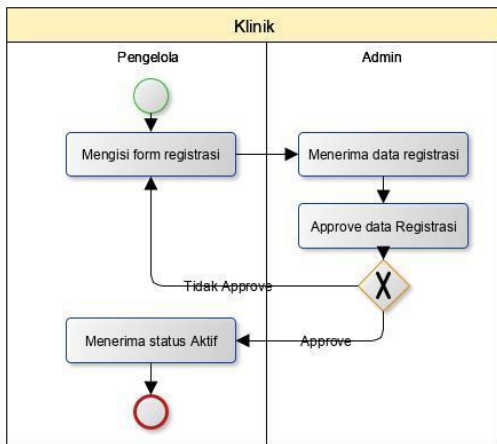 Klinik
Pengelola
Admin
Mengisi form registrasi
Menerima data registrasi
Approve data Registrasi
Tidak Approve
Menerima status Aktif
Approve